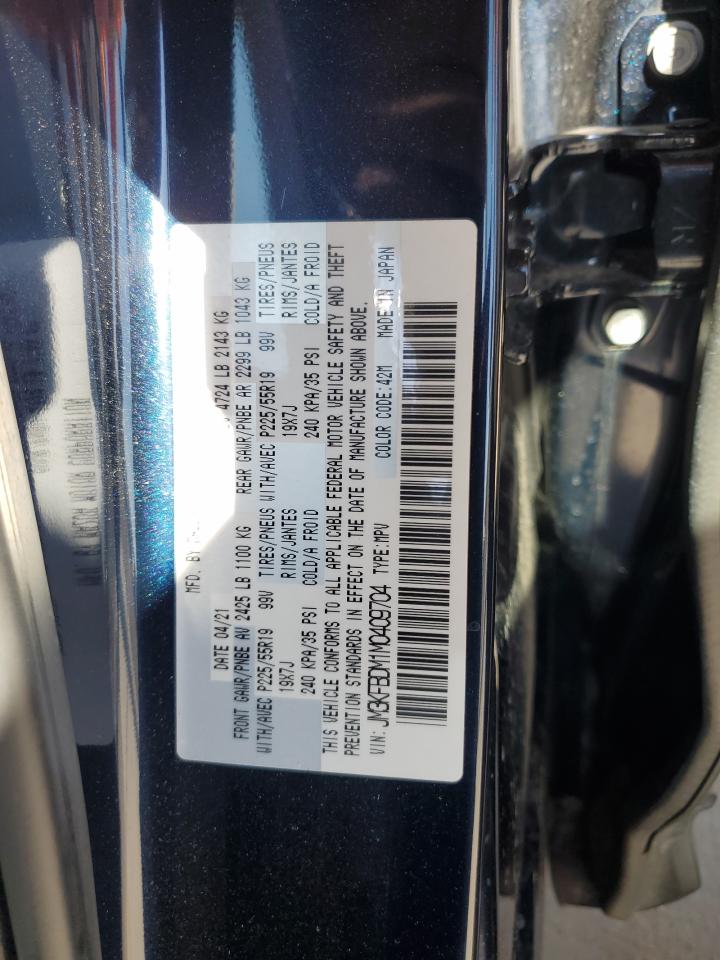 MFD. BY
DATE 04/21 4724 LB 2143 KG
FRONT GAWR/PNBE AV 2425 LB 1100 KG REAR GAWR/PNBE AR 2299 LB 1043 KG
WITH/AVEC P225/55R19 99V TIRES/PNEUS WITH/AVEC P225/55R19 99V TIRES/PNEUS
19X7J RIMS/JANTES 19X7J RIMS/JANTES
240 KPA/35 PSI COLD/A FROID 240 KPA/35 PSI COLD/A FROID
THIS VEHICLE CONFORMS TO ALL APPLICABLE FEDERAL MOTOR VEHICLE SAFETY AND THEFT
PREVENTION STANDARDS IN EFFECT ON THE DATE OF MANUFACTURE SHOWN ABOVE.
VIN: JM3KFBDM1M0409704 TYPE:MPV COLOR CODE:42M MADE IN JAPAN